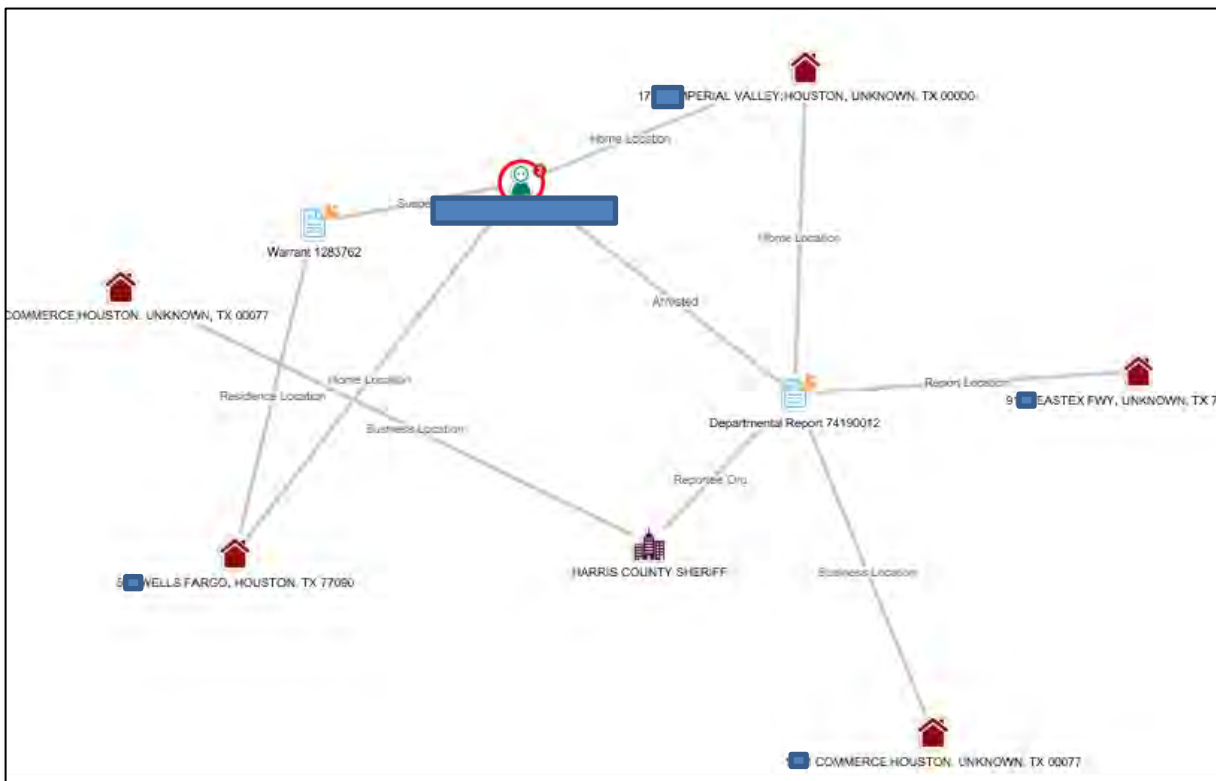 17 MPERIAL VALLEY,HOUSTON, UNKNOWN, TX 00000
Home Location
Suspe
Warrant 1283762
Home Location
COMMERCE,HOUSTON, UNKNOWN, TX 00077
Arrested
Home Location
Residence Location
Report Location
91 EASTEX FWY, UNKNOWN, TX 7
Departmental Report 74190012
Business Location
Reportee Org
HARRIS COUNTY SHERIFF
5 WELLS FARGO, HOUSTON, TX 77090
Business Location
COMMERCE,HOUSTON, UNKNOWN, TX 00077